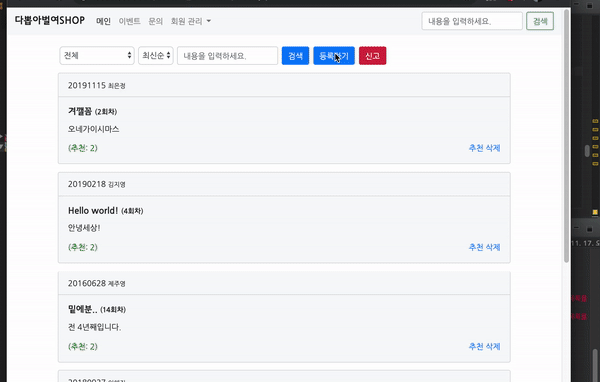 다뽑아벌여SHOP 메인 이벤트 문의 회원 관리 내용을 입력하세요. 검색
전체 최신순 내용을 입력하세요. 검색 등록하기 신고
20191115 최은정
겨깰꼼 (2회차)
오네가이시마스
(추천: 2) 추천 삭제
20190218 김지영
Hello world! (4회차)
안녕세상!
(추천: 2) 추천 삭제
20160628 제주영
밑에분.. (14회차)
전 4년째입니다.
(추천: 2) 추천 삭제